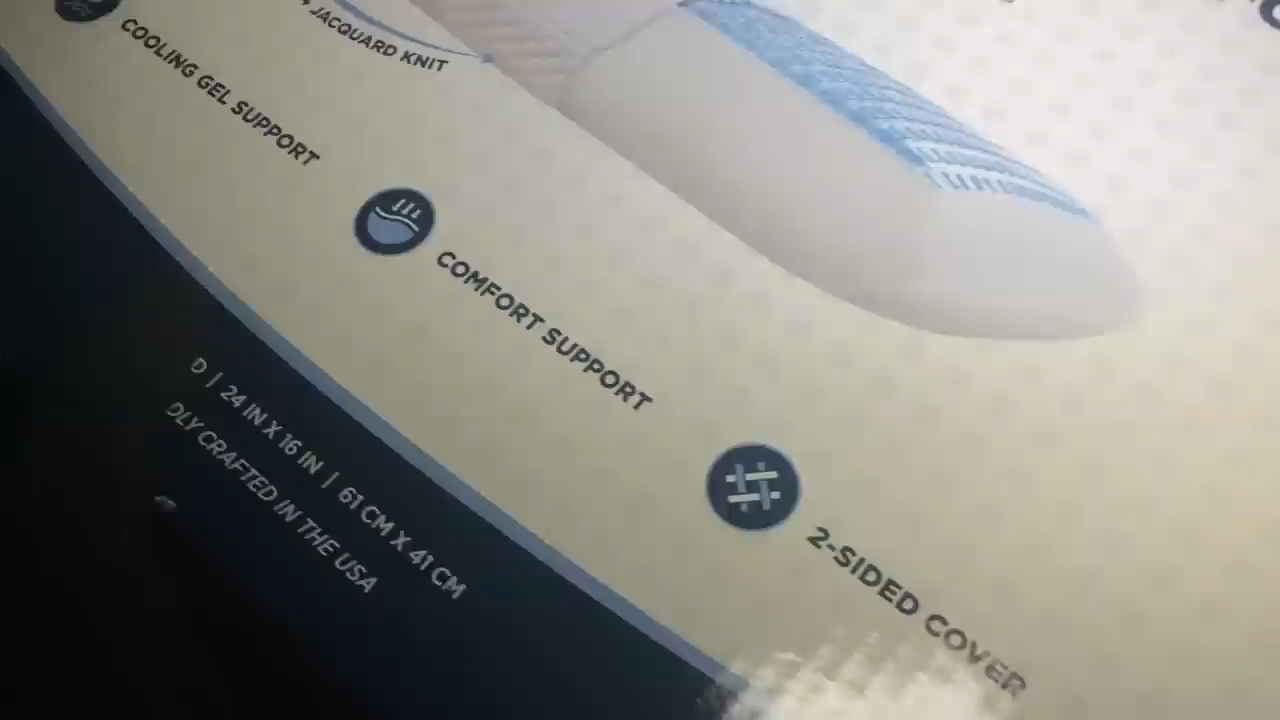 JACQUARD KNIT
COOLING GEL SUPPORT
COMFORT SUPPORT
2-SIDED COVER
D | 24 IN X 16 IN | 61 CM X 41 CM
DLY CRAFTED IN THE USA